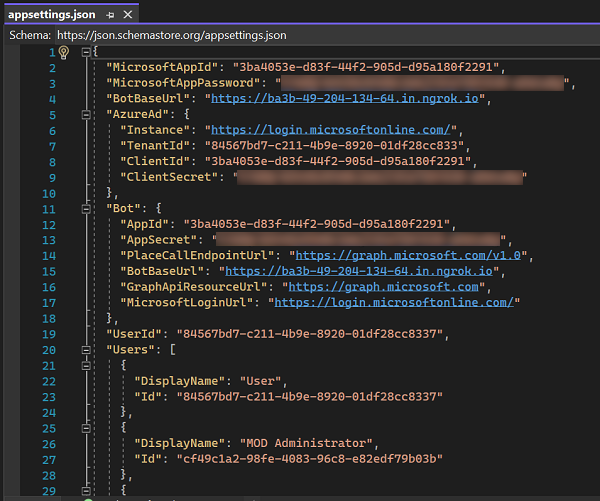 appsettings.json
Schema: https://json.schemastore.org/appsettings.json
1 {
2 "MicrosoftAppId": "3ba4053e-d83f-44f2-905d-d95a180f2291",
3 "MicrosoftAppPassword": " ,
4 "BotBaseUrl": "https://ba3b-49-204-134-64.in.ngrok.io",
5 "AzureAd": {
6 "Instance": "https://login.microsoftonline.com/",
7 "TenantId": "84567bd7-c211-4b9e-8920-01df28cc833",
8 "ClientId": "3ba4053e-d83f-44f2-905d-d95a180f2291",
9 "ClientSecret": "
10 },
11 "Bot": {
12 "AppId": "3ba4053e-d83f-44f2-905d-d95a180f2291",
13 "AppSecret": " ,
14 "PlaceCallEndpointUrl": "https://graph.microsoft.com/v1.0",
15 "BotBaseUrl": "https://ba3b-49-204-134-64.in.ngrok.io",
16 "GraphApiResourceUrl": "https://graph.microsoft.com",
17 "MicrosoftLoginUrl": "https://login.microsoftonline.com/"
18 },
19 "UserId": "84567bd7-c211-4b9e-8920-01df28cc8337",
20 "Users": [
21 {
22 "DisplayName": "User",
23 "Id": "84567bd7-c211-4b9e-8920-01df28cc8337"
24 },
25 {
26 "DisplayName": "MOD Administrator",
27 "Id": "cf49c1a2-98fe-4083-96c8-e82edf79b03b"
28 },
29 {